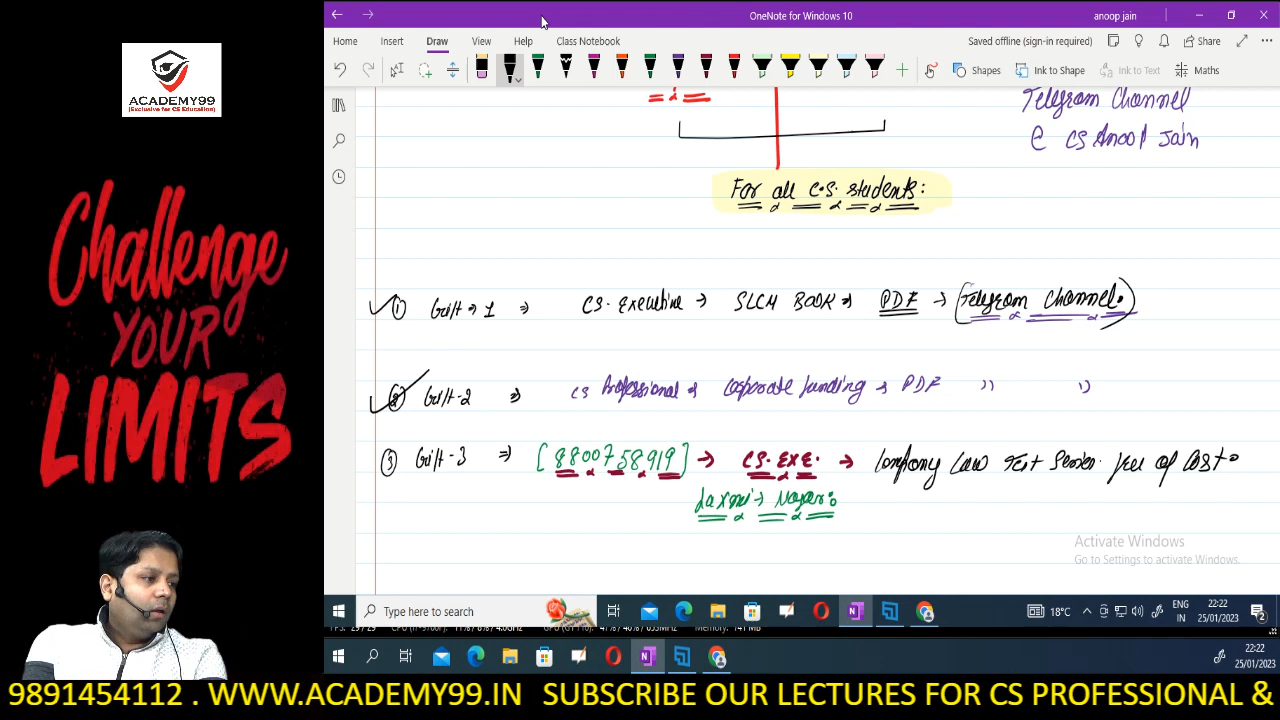 ACADEMY99
(Exclusive for CS Education)
Challenge
YOUR
LIMITS
OneNote for Windows 10
anoop jain
Home Insert Draw View Help Class Notebook
Saved offline (sign-in required)
Share
Shapes Ink to Shape Ink to Text Maths
Telegram Channel
@ CS Anoop Jain
For all C.S. students:
① Gift → 1 ⇒ CS. Executive → SLCM BOOK → PDF → (Telegram Channel.)
② Gift-2 ⇒ CS Professional → Corporate funding → PDF " "
③ Gift-3 ⇒ [8800758919] → CS. EXE. → Company Law Test Series. free of Cost.
Laxmi → Nagar:
Activate Windows
Go to Settings to activate Windows.
Type here to search
18°C
ENG
IN
22:22
25/01/2023
22:22
25/01/2023
9891454112 . WWW.ACADEMY99.IN SUBSCRIBE OUR LECTURES FOR CS PROFESSIONAL &